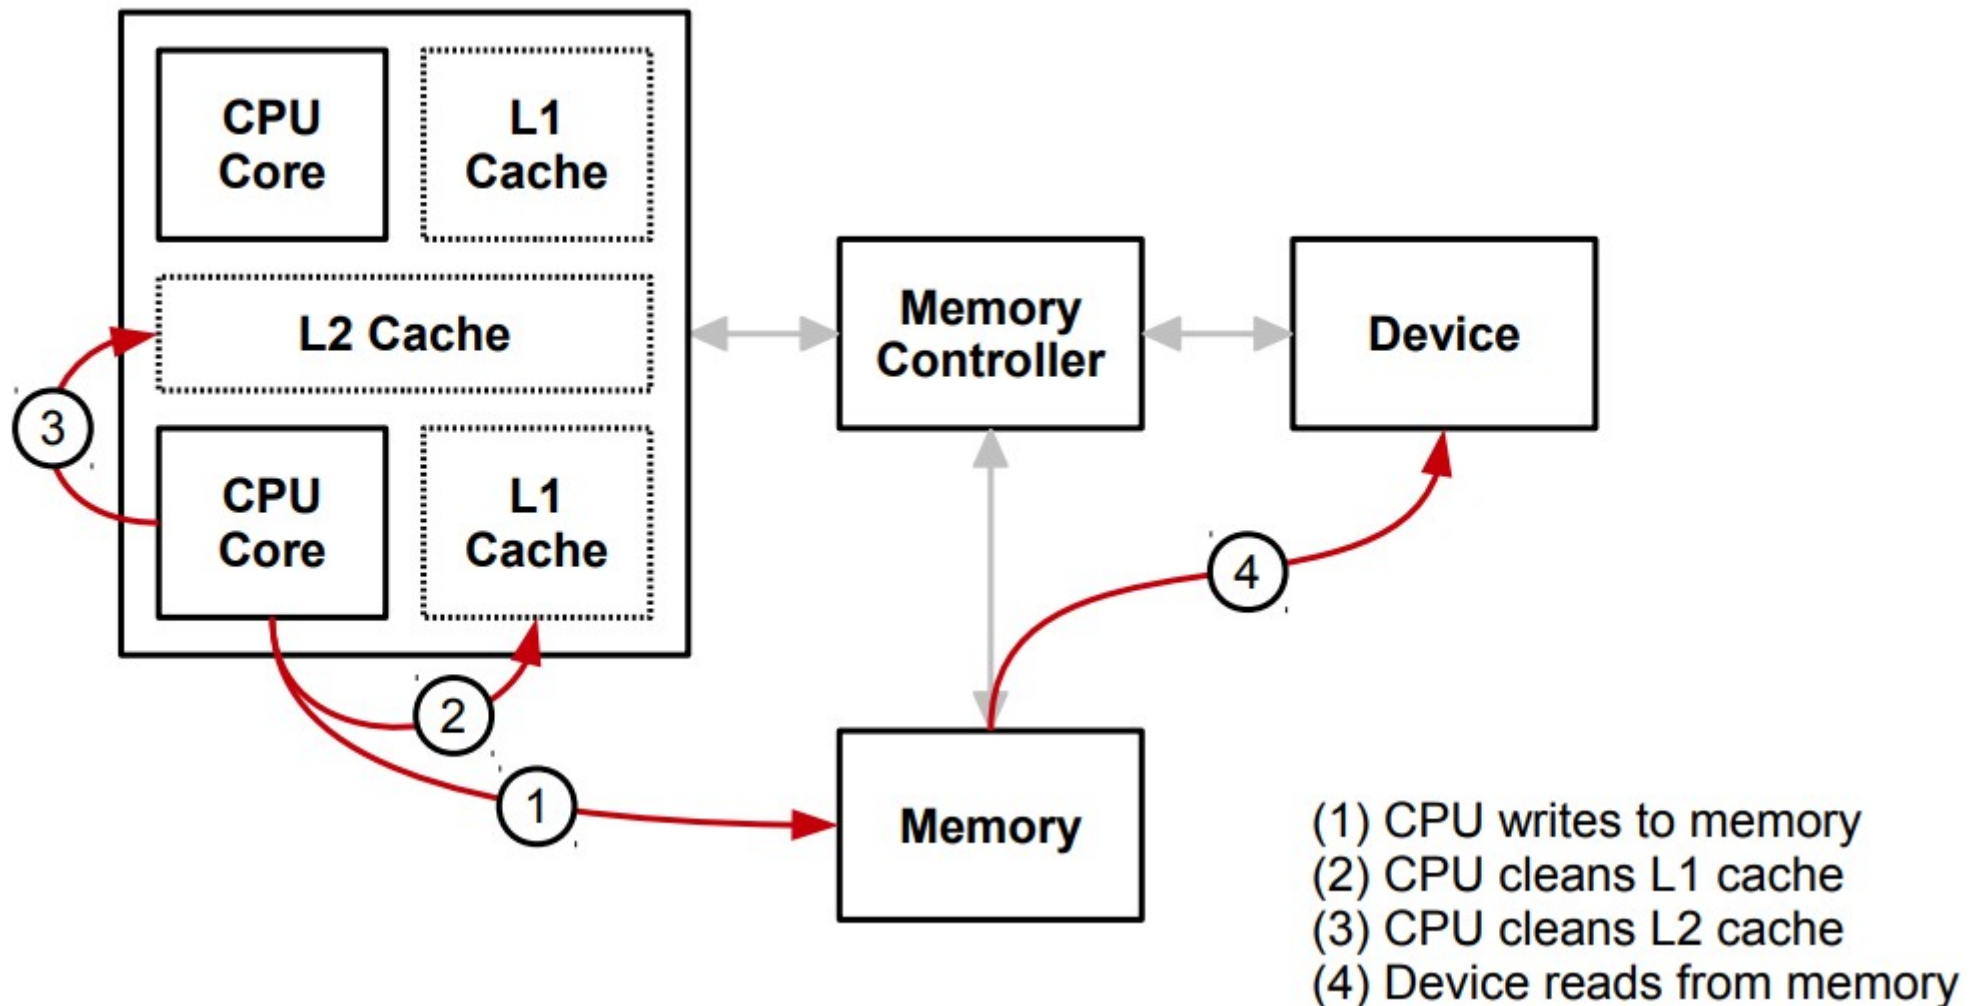 CPU
Core
L1
Cache
L2 Cache
Memory
Controller
Device
3
CPU
Core
L1
Cache
4
2
1
Memory
(1) CPU writes to memory
(2) CPU cleans L1 cache
(3) CPU cleans L2 cache
(4) Device reads from memory